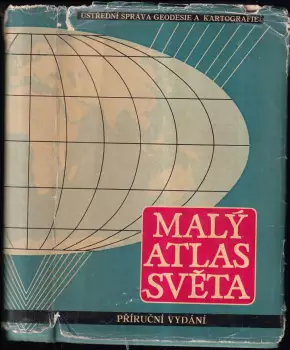 ÚSTŘEDNÍ SPRÁVA GEODESIE A KARTOGRAFIE
MALÝ
ATLAS
SVĚTA
PŘÍRUČNÍ VYDÁNÍ